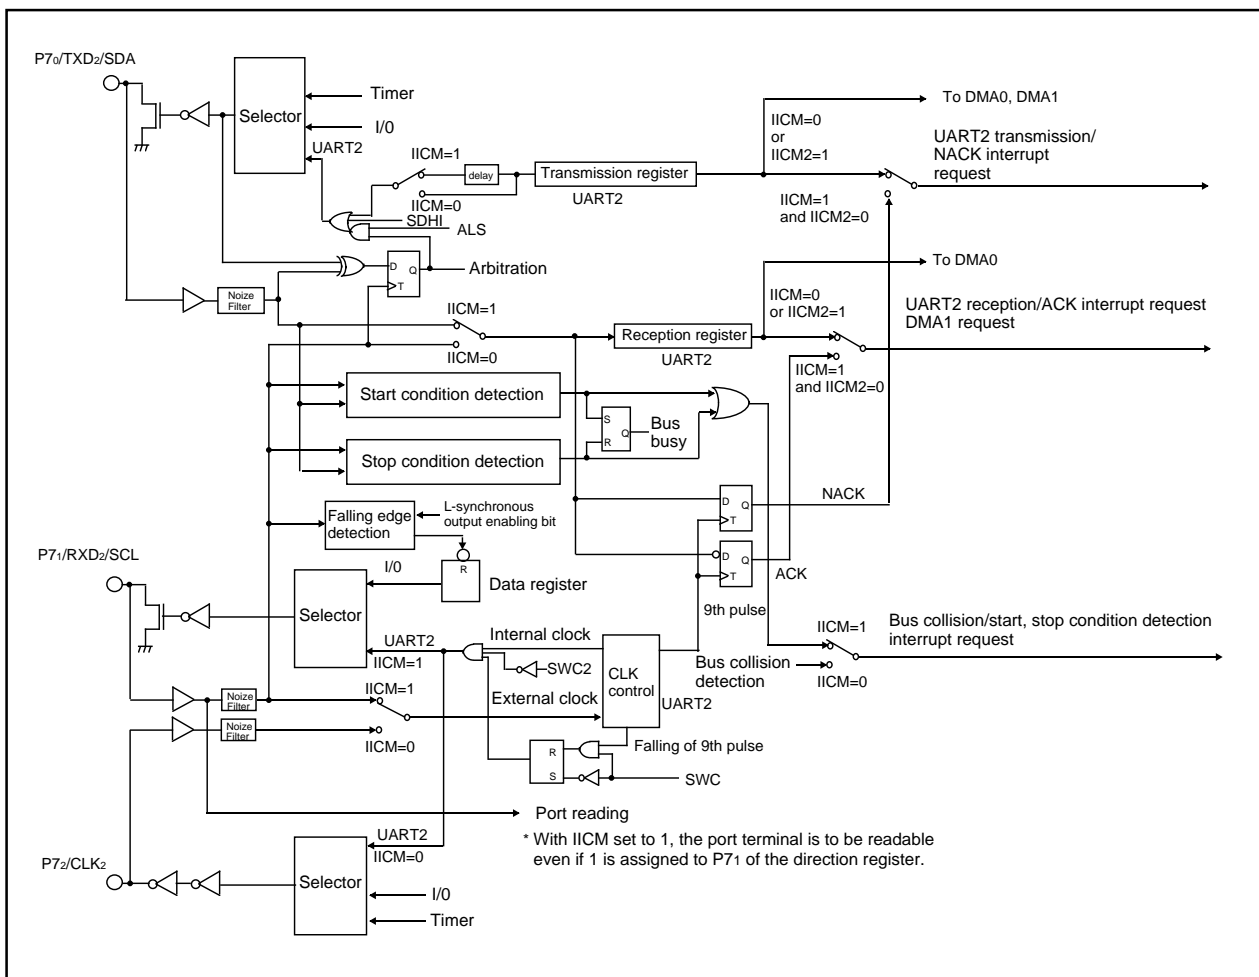 P70/TXD2/SDA
Selector
Timer
I/0
UART2
IICM=1
delay
IICM=0
SDHI
ALS
Transmission register
UART2
To DMA0, DMA1
IICM=0
or
IICM2=1
UART2 transmission/
NACK interrupt
request
IICM=1
and IICM2=0
D
Q
T
Arbitration
Noize
Filter
To DMA0
IICM=1
IICM=0
Reception register
UART2
IICM=0
or IICM2=1
UART2 reception/ACK interrupt request
DMA1 request
IICM=1
and IICM2=0
Start condition detection
S
R
Q
Bus
busy
Stop condition detection
D
Q
T
NACK
Falling edge
detection
L-synchronous
output enabling bit
D
Q
T
ACK
9th pulse
P71/RXD2/SCL
R
I/0
Data register
Selector
UART2
IICM=1
Internal clock
SWC2
CLK
control
UART2
Bus collision
detection
IICM=1
IICM=0
Bus collision/start, stop condition detection
interrupt request
Noize
Filter
IICM=1
External clock
Noize
Filter
IICM=0
R
S
Falling of 9th pulse
SWC
Port reading
* With IICM set to 1, the port terminal is to be readable
even if 1 is assigned to P71 of the direction register.
P72/CLK2
Selector
UART2
IICM=0
I/0
Timer